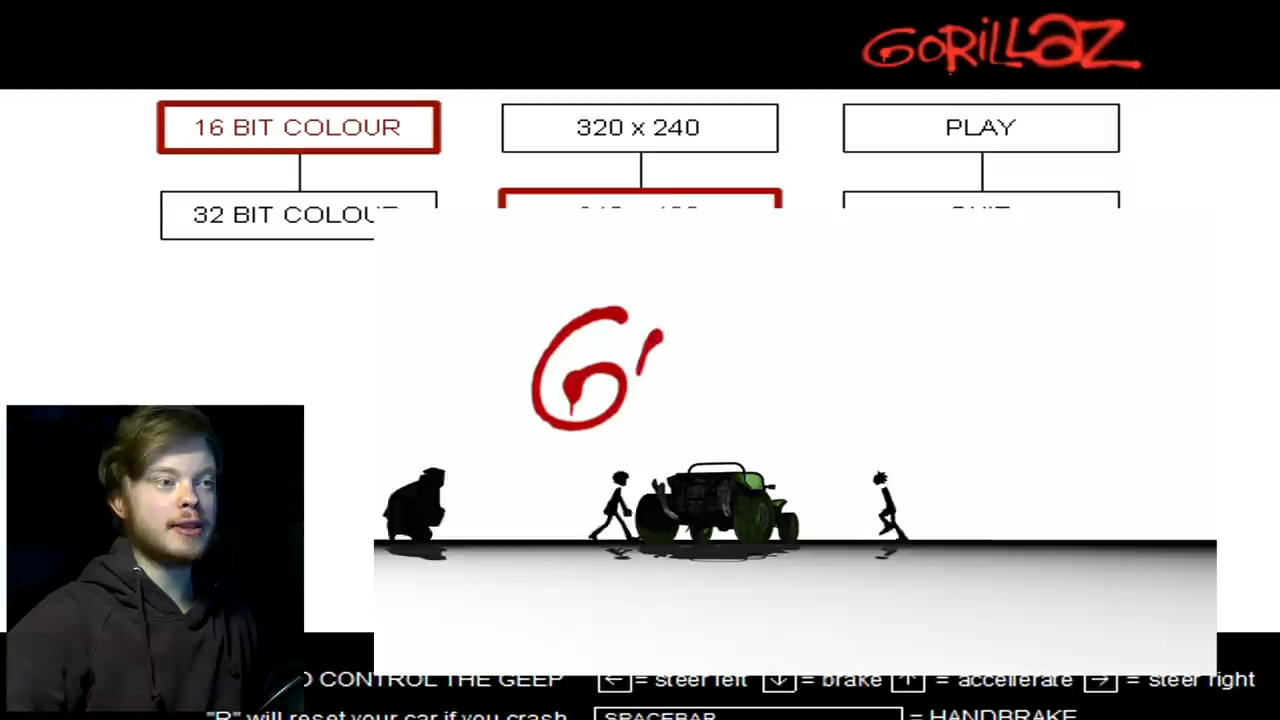 GORILLAZ
16 BIT COLOUR
320 x 240
PLAY
32 BIT COLOU
G
CONTROL THE GEEP
← = steer left ↓ = brake ↑ = accellerate → = steer right
"R" will reset your car if you crash
SPACEBAR = HANDBRAKE